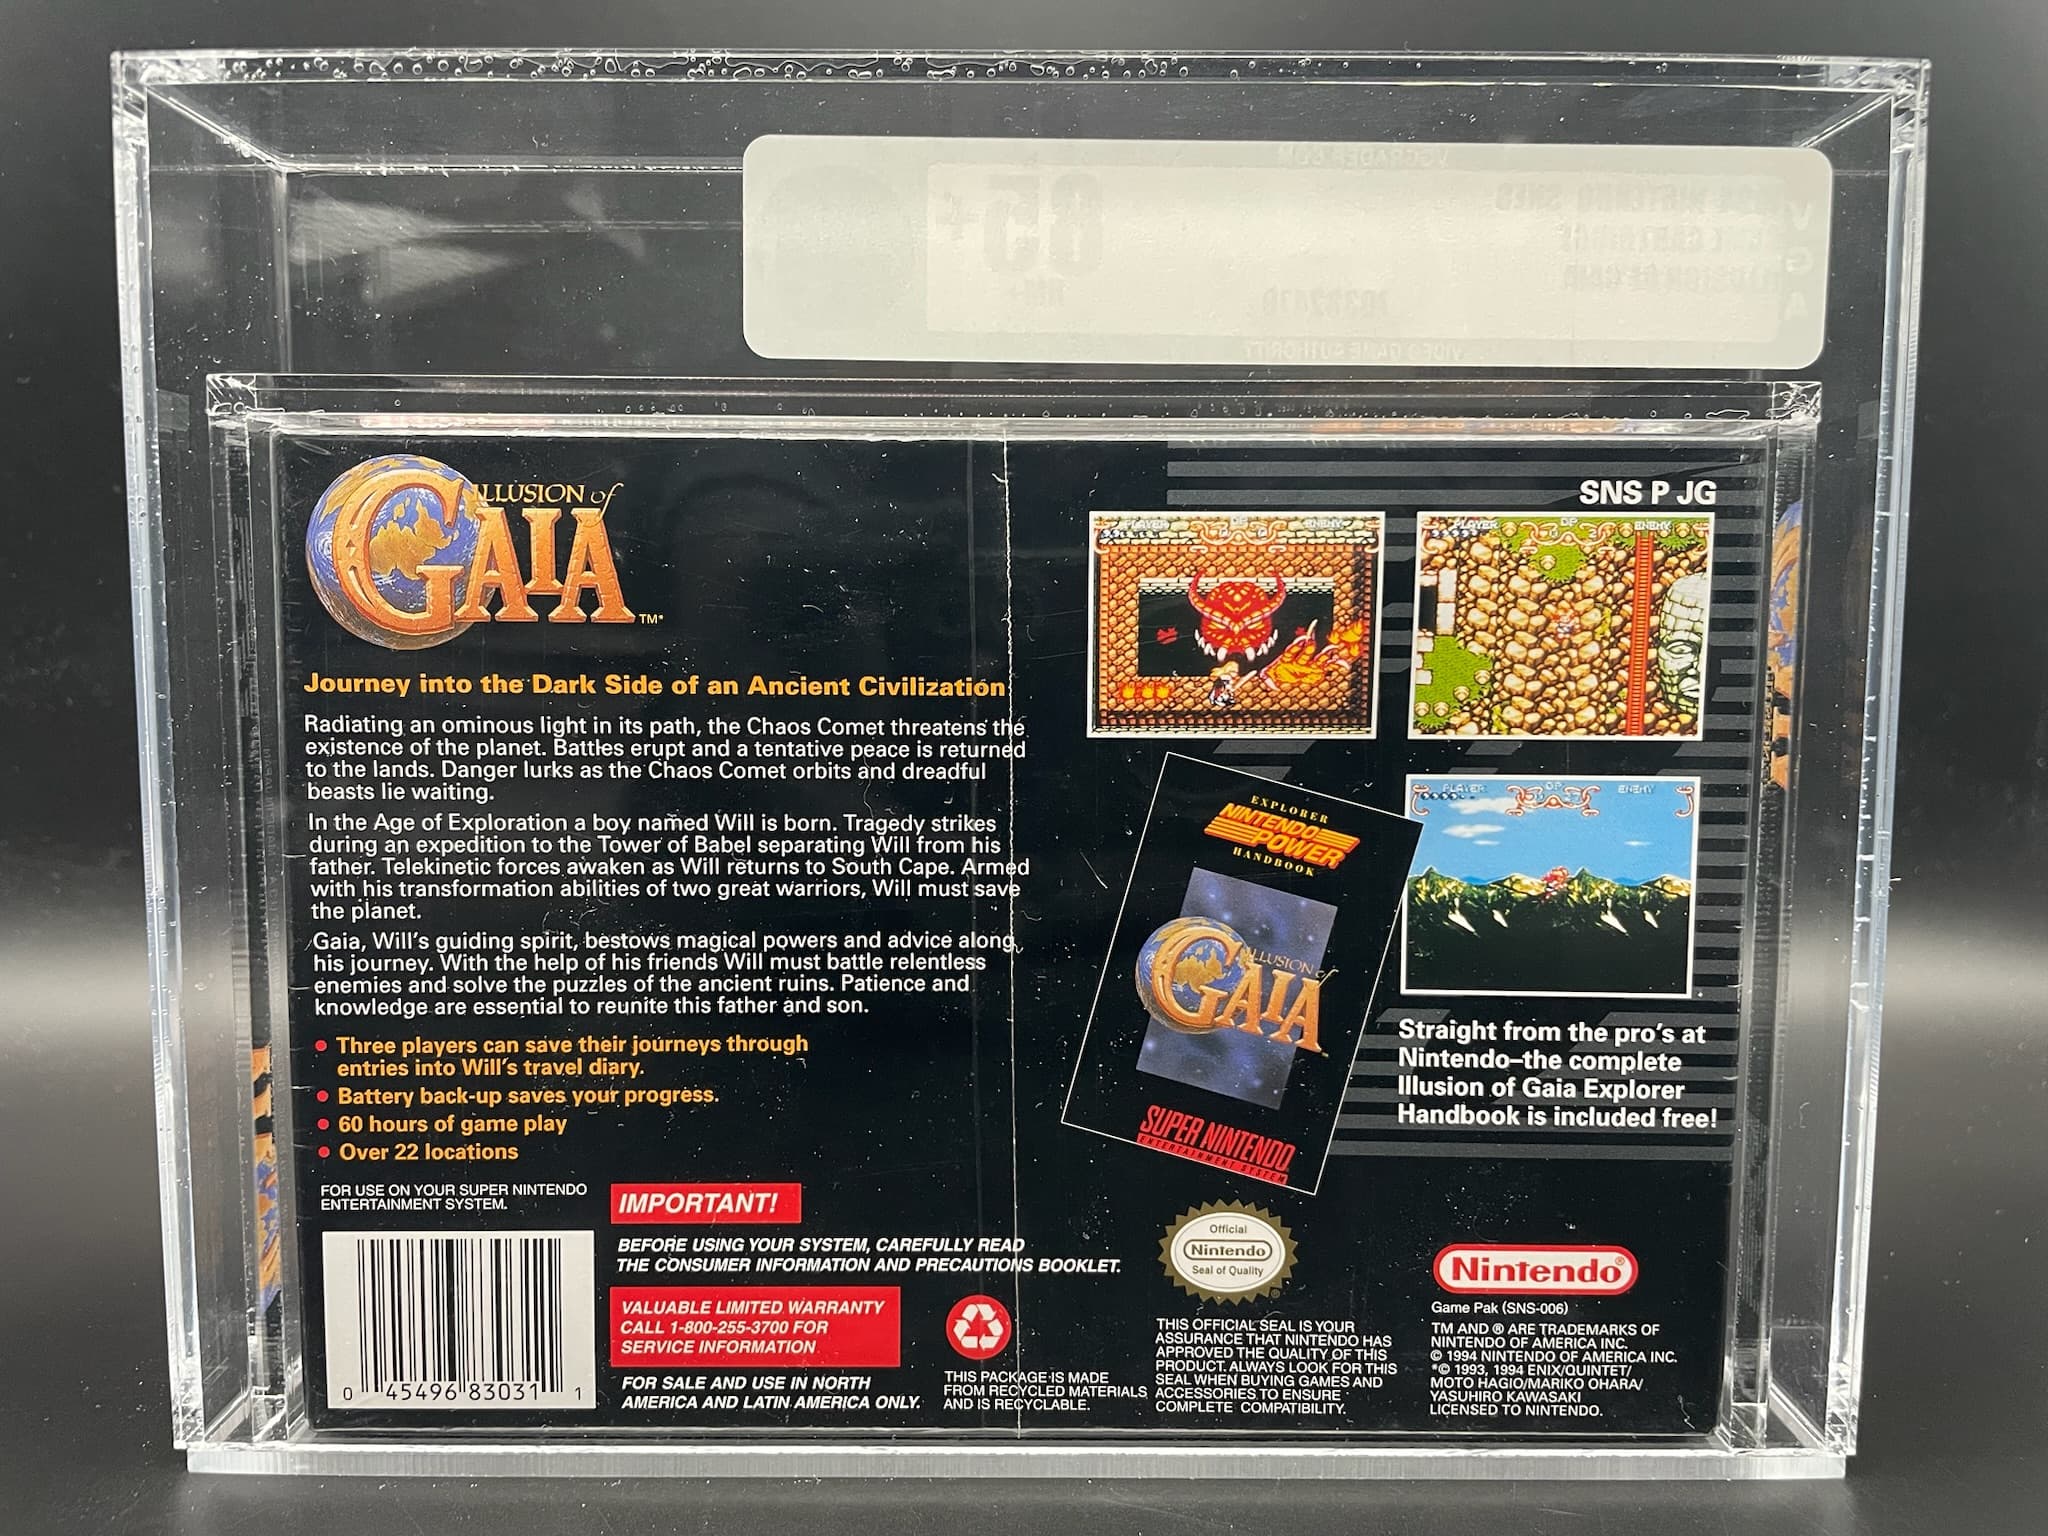 ILLUSION of
GAIA
TM*
Journey into the Dark Side of an Ancient Civilization
Radiating an ominous light in its path, the Chaos Comet threatens the
existence of the planet. Battles erupt and a tentative peace is returned
to the lands. Danger lurks as the Chaos Comet orbits and dreadful
beasts lie waiting.
In the Age of Exploration a boy named Will is born. Tragedy strikes
during an expedition to the Tower of Babel separating Will from his
father. Telekinetic forces awaken as Will returns to South Cape. Armed
with his transformation abilities of two great warriors, Will must save
the planet.
Gaia, Will's guiding spirit, bestows magical powers and advice along
his journey. With the help of his friends Will must battle relentless
enemies and solve the puzzles of the ancient ruins. Patience and
knowledge are essential to reunite this father and son.
• Three players can save their journeys through
entries into Will's travel diary.
• Battery back-up saves your progress.
• 60 hours of game play
• Over 22 locations
FOR USE ON YOUR SUPER NINTENDO
ENTERTAINMENT SYSTEM.
0 45496 83031 1
IMPORTANT!
BEFORE USING YOUR SYSTEM, CAREFULLY READ
THE CONSUMER INFORMATION AND PRECAUTIONS BOOKLET.
VALUABLE LIMITED WARRANTY
CALL 1-800-255-3700 FOR
SERVICE INFORMATION
FOR SALE AND USE IN NORTH
AMERICA AND LATIN AMERICA ONLY.
THIS PACKAGE IS MADE
FROM RECYCLED MATERIALS
AND IS RECYCLABLE.
SNS P JG
PLAYER DP ENEMY
PLAYER DP ENEMY
PLAYER DP ENEMY
EXPLORER
NINTENDO
POWER
HANDBOOK
ILLUSION of
GAIA
SUPER NINTENDO
ENTERTAINMENT SYSTEM
Straight from the pro's at
Nintendo–the complete
Illusion of Gaia Explorer
Handbook is included free!
Official
Nintendo
Seal of Quality
®
THIS OFFICIAL SEAL IS YOUR
ASSURANCE THAT NINTENDO HAS
APPROVED THE QUALITY OF THIS
PRODUCT. ALWAYS LOOK FOR THIS
SEAL WHEN BUYING GAMES AND
ACCESSORIES TO ENSURE
COMPLETE COMPATIBILITY.
Nintendo®
Game Pak (SNS-006)
TM AND ® ARE TRADEMARKS OF
NINTENDO OF AMERICA INC.
© 1994 NINTENDO OF AMERICA INC.
*© 1993, 1994 ENIX/QUINTET/
MOTO HAGIO/MARIKO OHARA/
YASUHIRO KAWASAKI
LICENSED TO NINTENDO.